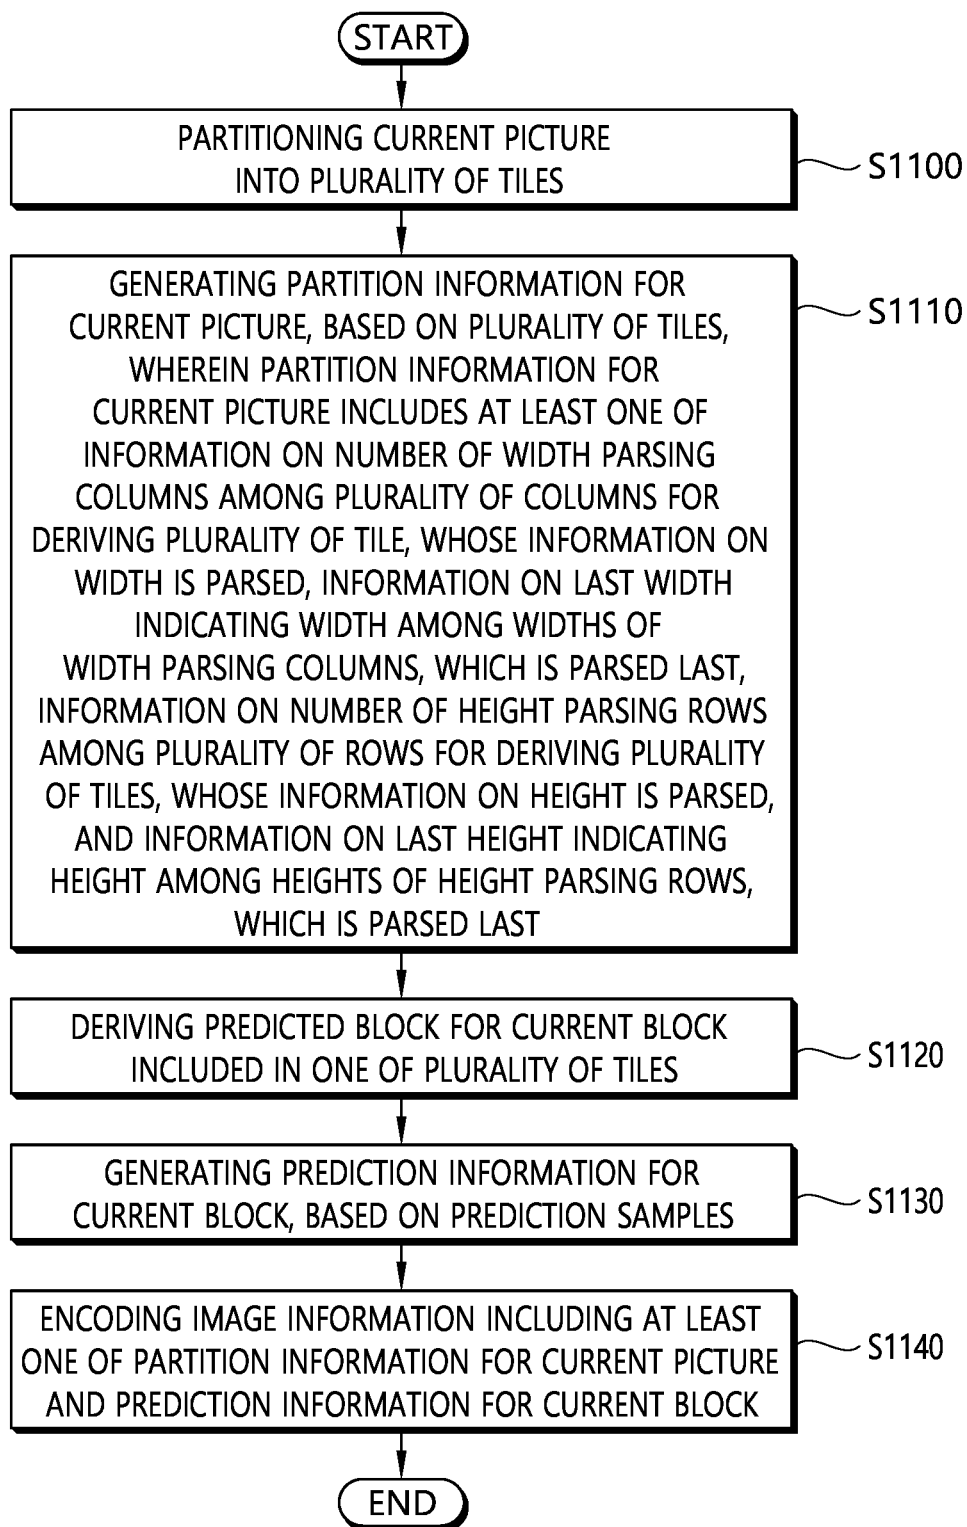 START
PARTITIONING CURRENT PICTURE
INTO PLURALITY OF TILES
S1100
GENERATING PARTITION INFORMATION FOR
CURRENT PICTURE, BASED ON PLURALITY OF TILES,
WHEREIN PARTITION INFORMATION FOR
CURRENT PICTURE INCLUDES AT LEAST ONE OF
INFORMATION ON NUMBER OF WIDTH PARSING
COLUMNS AMONG PLURALITY OF COLUMNS FOR
DERIVING PLURALITY OF TILE, WHOSE INFORMATION ON
WIDTH IS PARSED, INFORMATION ON LAST WIDTH
INDICATING WIDTH AMONG WIDTHS OF
WIDTH PARSING COLUMNS, WHICH IS PARSED LAST,
INFORMATION ON NUMBER OF HEIGHT PARSING ROWS
AMONG PLURALITY OF ROWS FOR DERIVING PLURALITY
OF TILES, WHOSE INFORMATION ON HEIGHT IS PARSED,
AND INFORMATION ON LAST HEIGHT INDICATING
HEIGHT AMONG HEIGHTS OF HEIGHT PARSING ROWS,
WHICH IS PARSED LAST
S1110
DERIVING PREDICTED BLOCK FOR CURRENT BLOCK
INCLUDED IN ONE OF PLURALITY OF TILES
S1120
GENERATING PREDICTION INFORMATION FOR
CURRENT BLOCK, BASED ON PREDICTION SAMPLES
S1130
ENCODING IMAGE INFORMATION INCLUDING AT LEAST
ONE OF PARTITION INFORMATION FOR CURRENT PICTURE
AND PREDICTION INFORMATION FOR CURRENT BLOCK
S1140
END